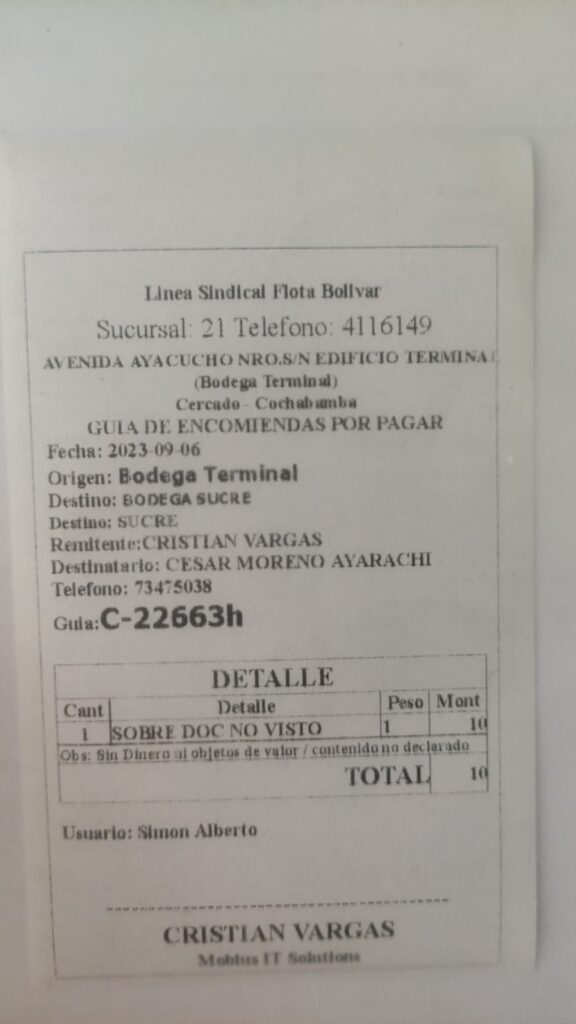 Linea Sindical Flota Bolivar
Sucursal: 21 Telefono: 4116149
AVENIDA AYACUCHO NRO.S/N EDIFICIO TERMINAL
(Bodega Terminal)
Cercado - Cochabamba
GUIA DE ENCOMIENDAS POR PAGAR
Fecha: 2023-09-06
Origen: Bodega Terminal
Destino: BODEGA SUCRE
Destino: SUCRE
Remitente:CRISTIAN VARGAS
Destinatario: CESAR MORENO AYARACHI
Telefono: 73475038
Guia:C-22663h
DETALLE
Cant Detalle Peso Mont
1 SOBRE DOC NO VISTO 1 10
Obs: Sin Dinero ni objetos de valor / contenido no declarado
TOTAL 10
Usuario: Simon Alberto
CRISTIAN VARGAS
Mobius IT Solutions